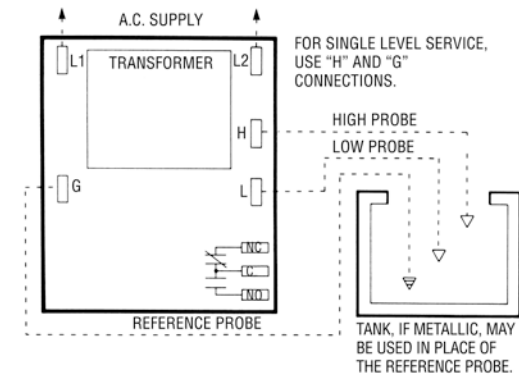 A.C. SUPPLY
L1
TRANSFORMER
L2
FOR SINGLE LEVEL SERVICE,
USE "H" AND "G"
CONNECTIONS.
H
HIGH PROBE
LOW PROBE
G
L
NC
C
NO
REFERENCE PROBE
TANK, IF METALLIC, MAY
BE USED IN PLACE OF
THE REFERENCE PROBE.